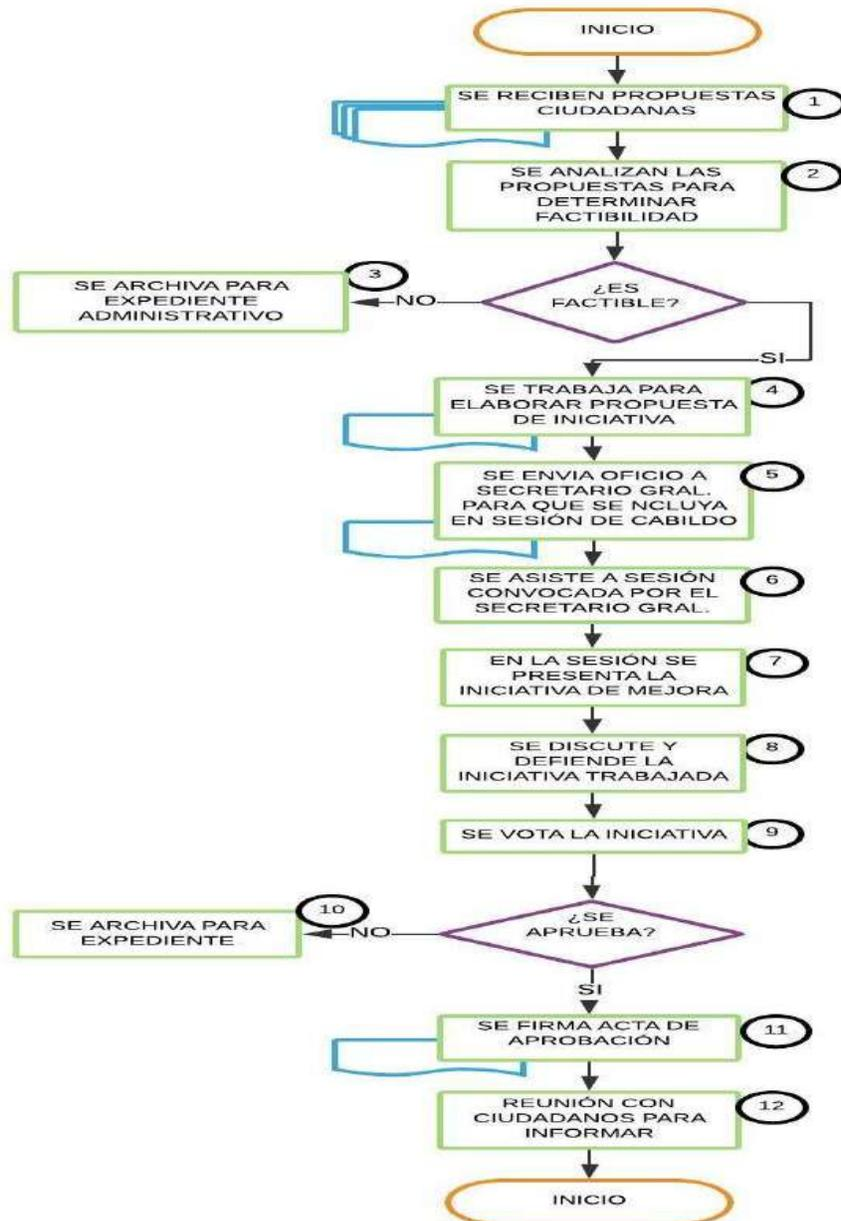 INICIO
SE RECIBEN PROPUESTAS
CIUDADANAS
1
SE ANALIZAN LAS
PROPUESTAS PARA
DETERMINAR
FACTIBILIDAD
2
¿ES
FACTIBLE?
NO
SE ARCHIVA PARA
EXPEDIENTE
ADMINISTRATIVO
3
SI
SE TRABAJA PARA
ELABORAR PROPUESTA
DE INICIATIVA
4
SE ENVIA OFICIO A
SECRETARIO GRAL.
PARA QUE SE NCLUYA
EN SESIÓN DE CABILDO
5
SE ASISTE A SESIÓN
CONVOCADA POR EL
SECRETARIO GRAL.
6
EN LA SESIÓN SE
PRESENTA LA
INICIATIVA DE MEJORA
7
SE DISCUTE Y
DEFIENDE LA
INICIATIVA TRABAJADA
8
SE VOTA LA INICIATIVA
9
¿SE
APRUEBA?
NO
SE ARCHIVA PARA
EXPEDIENTE
10
SI
SE FIRMA ACTA DE
APROBACIÓN
11
REUNIÓN CON
CIUDADANOS PARA
INFORMAR
12
INICIO